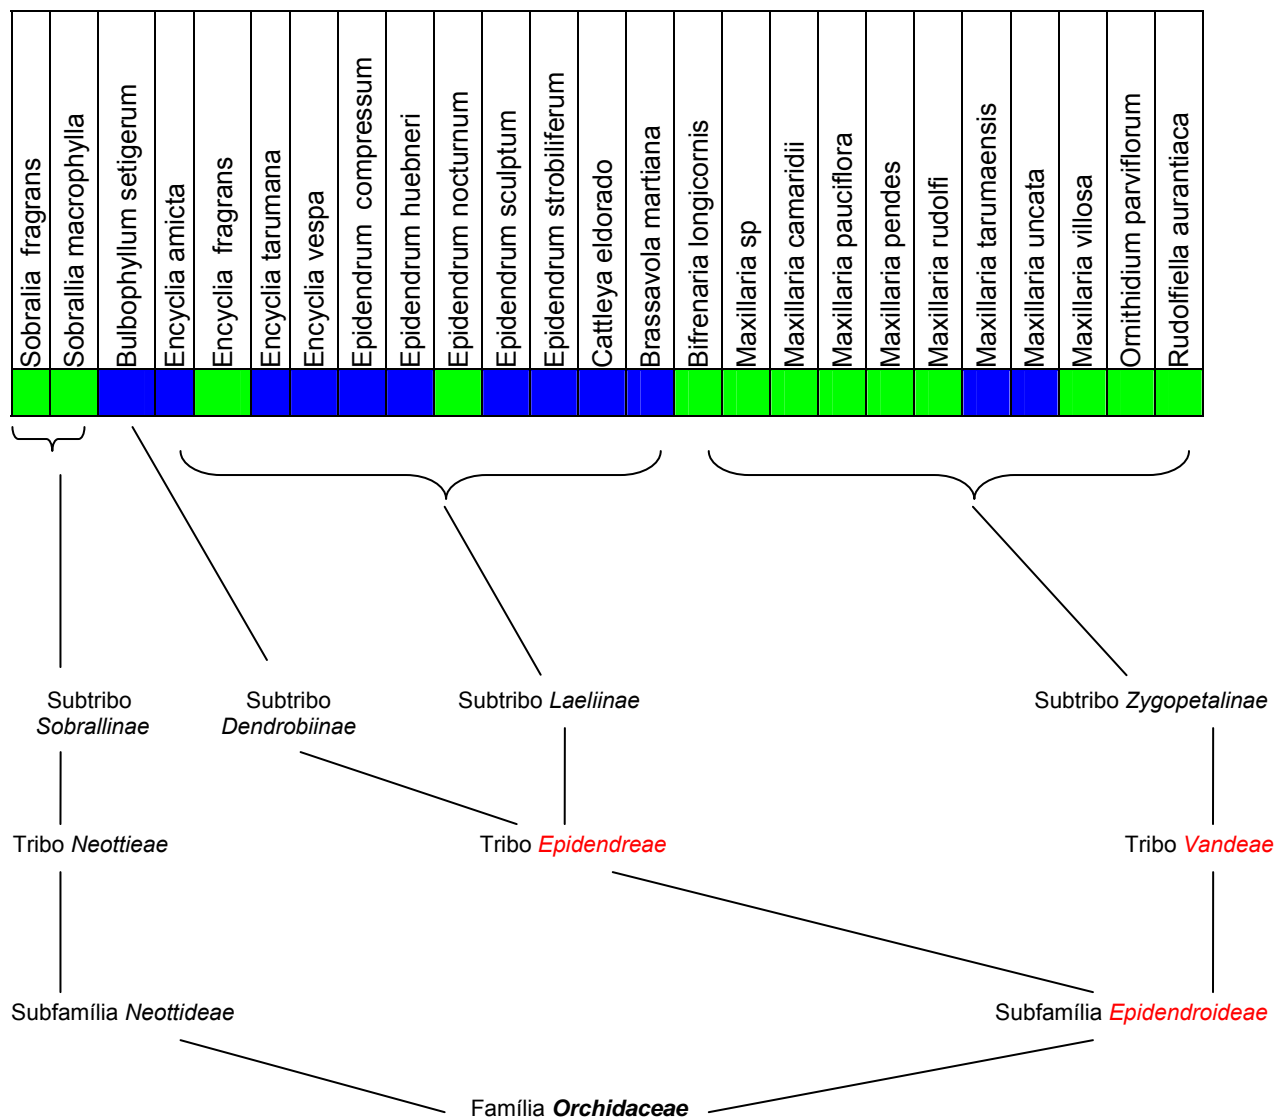 Sobralia fragrans
Sobrallia macrophylla
Bulbophyllum setigerum
Encyclia amicta
Encyclia fragrans
Encyclia tarumana
Encyclia vespa
Epidendrum compressum
Epidendrum huebneri
Epidendrum nocturnum
Epidendrum sculptum
Epidendrum strobiliferum
Cattleya eldorado
Brassavola martiana
Bifrenaria longicornis
Maxillaria sp
Maxillaria camaridii
Maxillaria pauciflora
Maxillaria pendes
Maxillaria rudolfi
Maxillaria tarumaensis
Maxillaria uncata
Maxillaria villosa
Ornithidium parviflorum
Rudolfiella aurantiaca
Subtribo
Sobrallinae
Subtribo
Dendrobiinae
Subtribo Laeliinae
Subtribo Zygopetalinae
Tribo Neottieae
Tribo Epidendreae
Tribo Vandeae
Subfamília Neottideae
Subfamília Epidendroideae
Família Orchidaceae